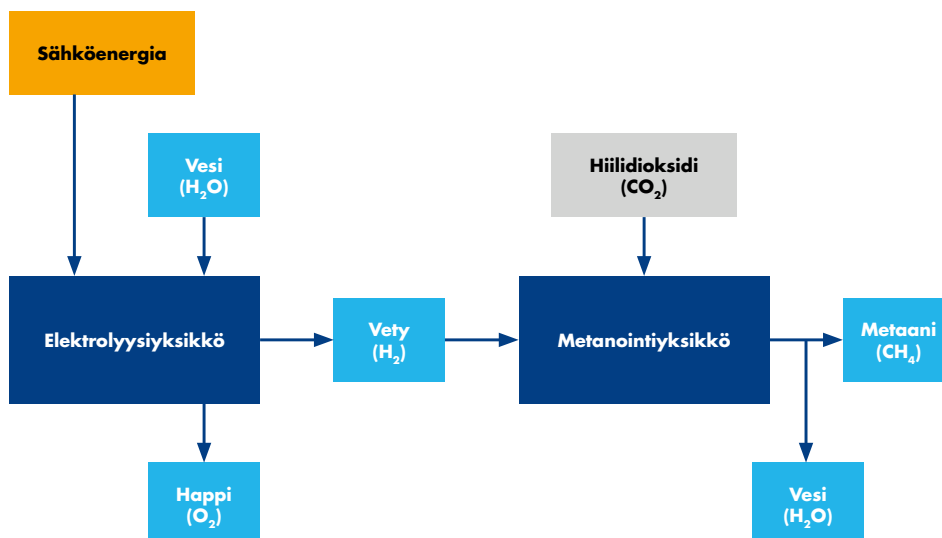 Sähköenergia
Vesi
(H₂O)
Hiilidioksidi
(CO₂)
Elektrolyysiyksikkö
Vety
(H₂)
Metanointiyksikkö
Metaani
(CH₄)
Happi
(O₂)
Vesi
(H₂O)